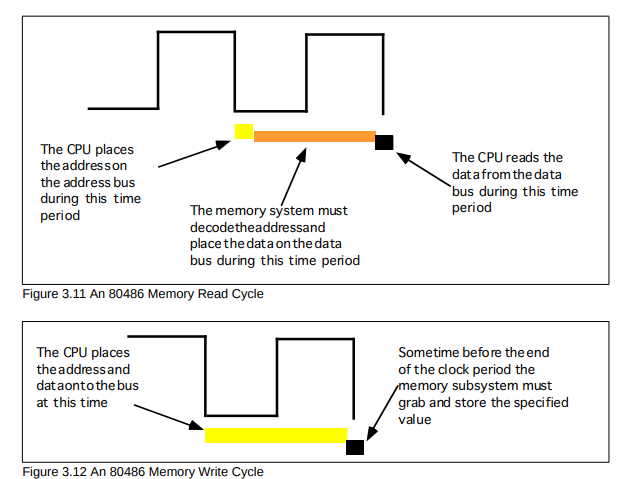 The CPU places
the address on
the address bus
during this time
period
The memory system must
decode the address and
place the data on the data
bus during this time period
The CPU reads the
data from the data
bus during this time
period
Figure 3.11 An 80486 Memory Read Cycle
The CPU places
the address and
data onto the bus
at this time
Sometime before the end
of the clock period the
memory subsystem must
grab and store the specified
value
Figure 3.12 An 80486 Memory Write Cycle